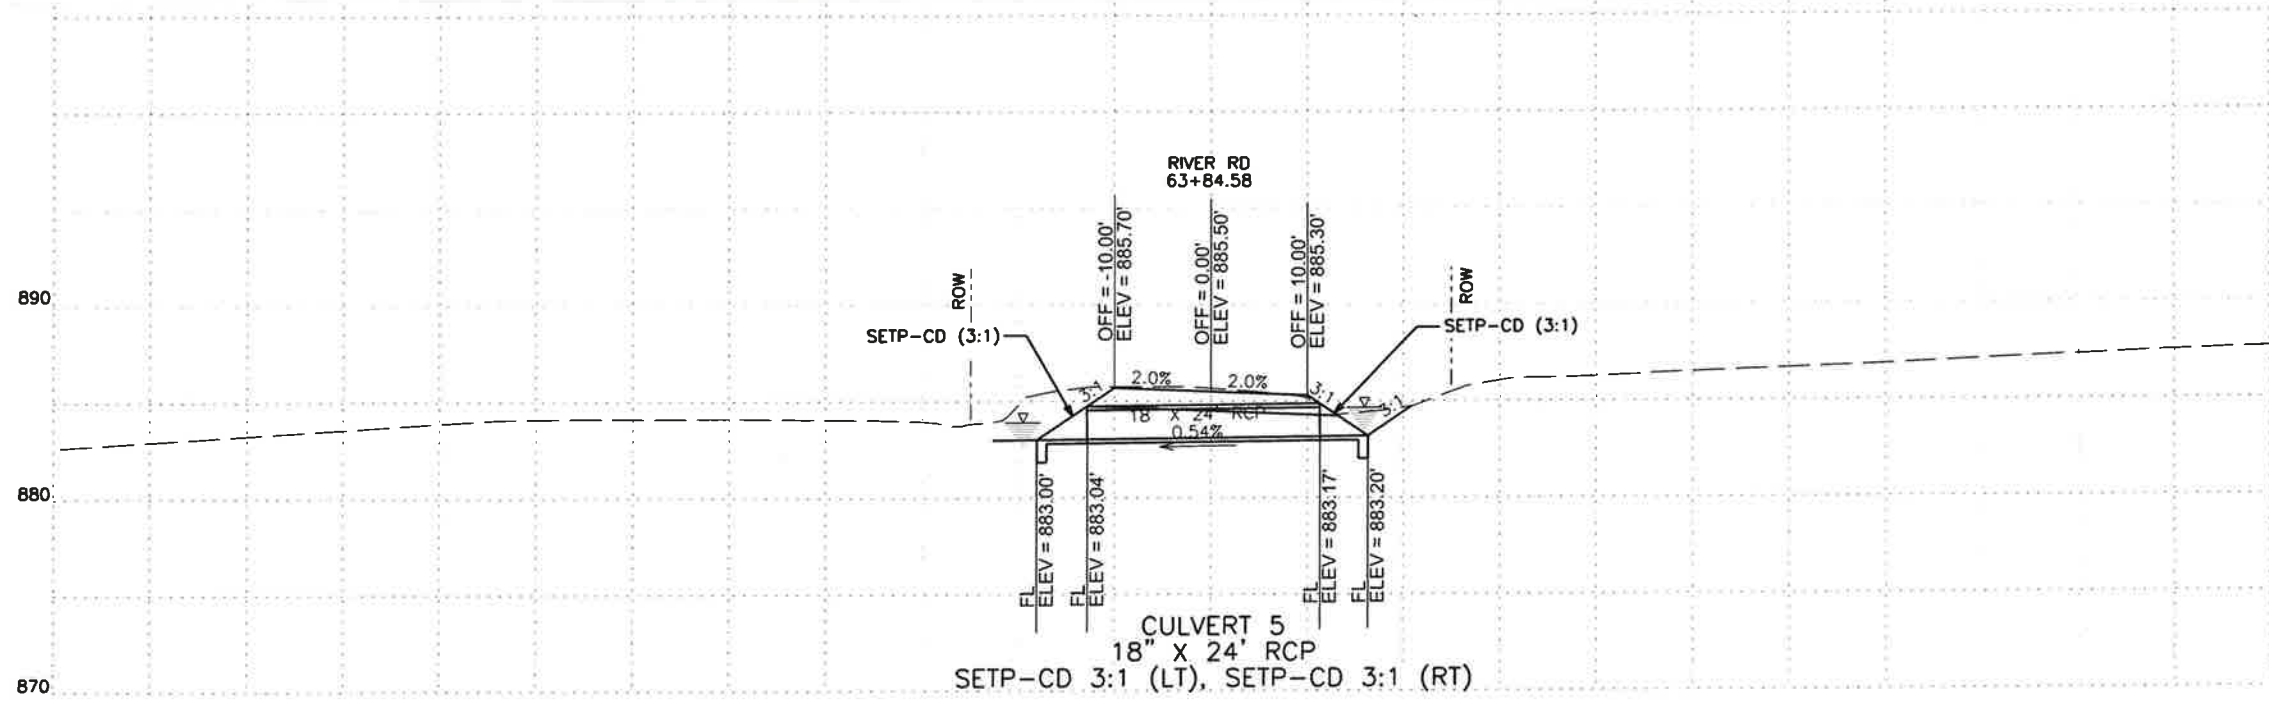 RIVER RD
63+84.58
OFF = -10.00'
ELEV = 885.70'
OFF = 0.00'
ELEV = 885.50'
OFF = 10.00'
ELEV = 885.30'
890
ROW
ROW
SETP-CD (3:1)
SETP-CD (3:1)
3:1
2.0%
2.0%
3:1
3:1
18" X 24' RCP
0.54%
880
FL
ELEV = 883.00'
FL
ELEV = 883.04'
FL
ELEV = 883.17'
FL
ELEV = 883.20'
CULVERT 5
18" X 24' RCP
SETP-CD 3:1 (LT), SETP-CD 3:1 (RT)
870